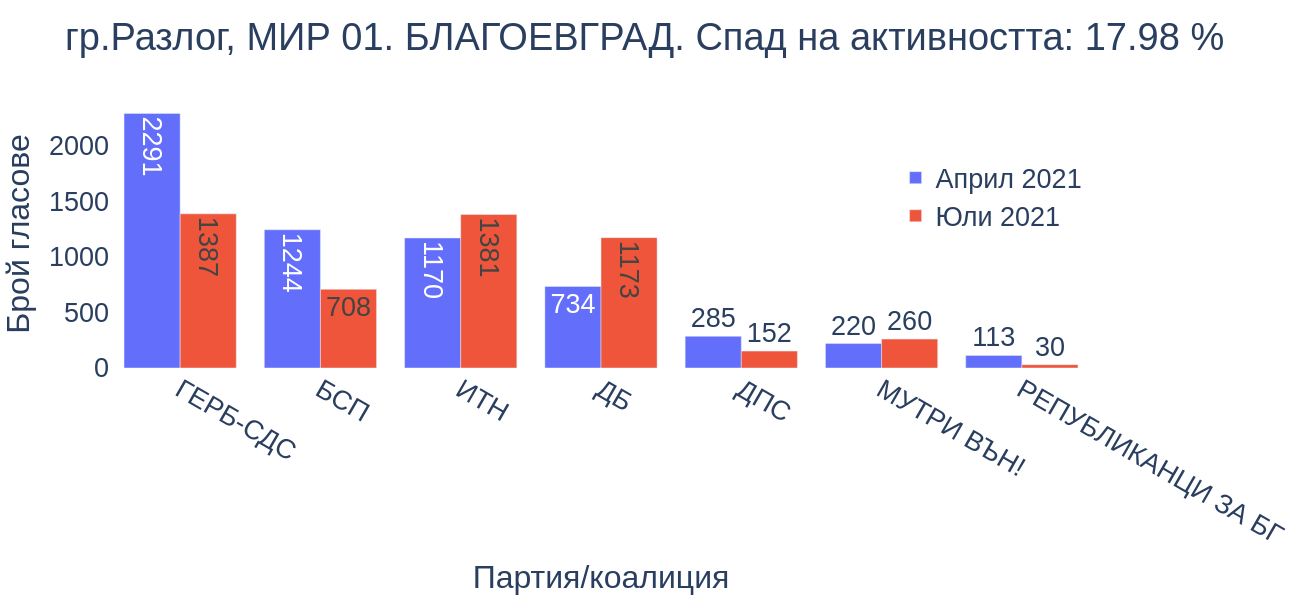 гр.Разлог, МИР 01. БЛАГОЕВГРАД. Спад на активността: 17.98 %
Брой гласове
2000
1500
1000
500
0
2291
1387
1244
708
1170
1381
734
1173
285
152
220
260
113
30
Април 2021
Юли 2021
ГЕРБ-СДС
БСП
ИТН
ДБ
ДПС
МУТРИ ВЪН!
РЕПУБЛИКАНЦИ ЗА БГ
Партия/коалиция